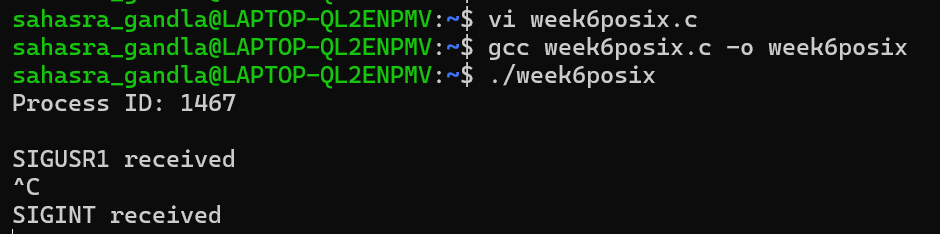 sahasra_gandla@LAPTOP-QL2ENPMV:~$ vi week6posix.c
sahasra_gandla@LAPTOP-QL2ENPMV:~$ gcc week6posix.c -o week6posix
sahasra_gandla@LAPTOP-QL2ENPMV:~$ ./week6posix
Process ID: 1467
SIGUSR1 received
^C
SIGINT received